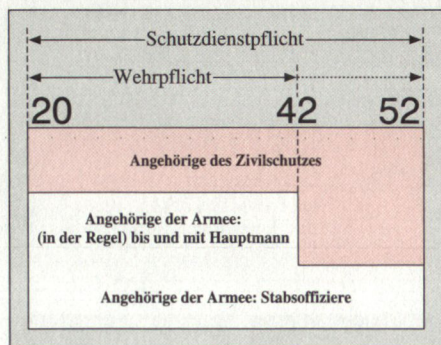 Schutzdienstpflicht
Wehrpflicht
20 42 52
Angehörige des Zivilschutzes
Angehörige der Armee:
(in der Regel) bis und mit Hauptmann
Angehörige der Armee: Stabsoffiziere